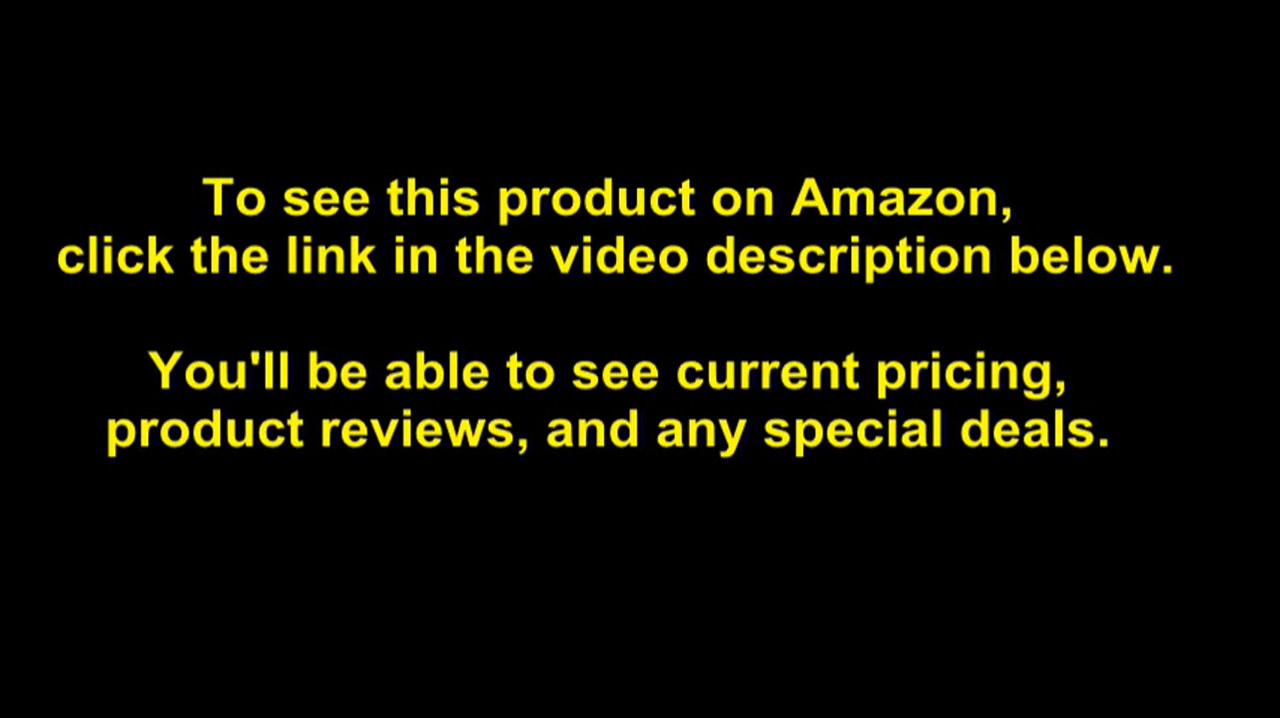 To see this product on Amazon,
click the link in the video description below.
You'll be able to see current pricing,
product reviews, and any special deals.